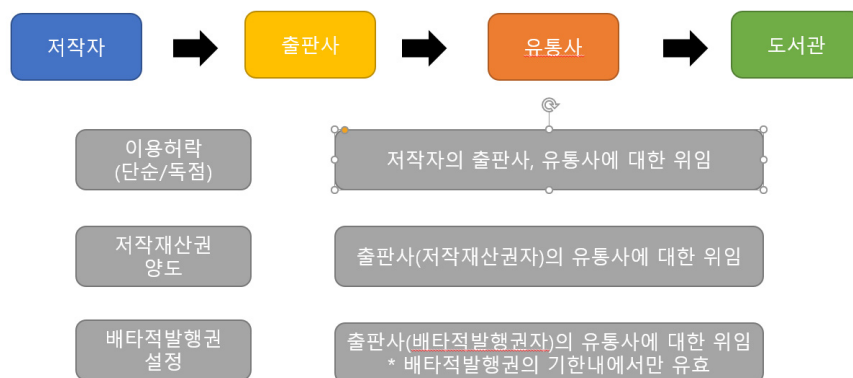 저작자
출판사
유통사
도서관
이용허락
(단순/독점)
저작자의 출판사, 유통사에 대한 위임
저작재산권
양도
출판사(저작재산권자)의 유통사에 대한 위임
배타적발행권
설정
출판사(배타적발행권자)의 유통사에 대한 위임
* 배타적발행권의 기한내에서만 유효